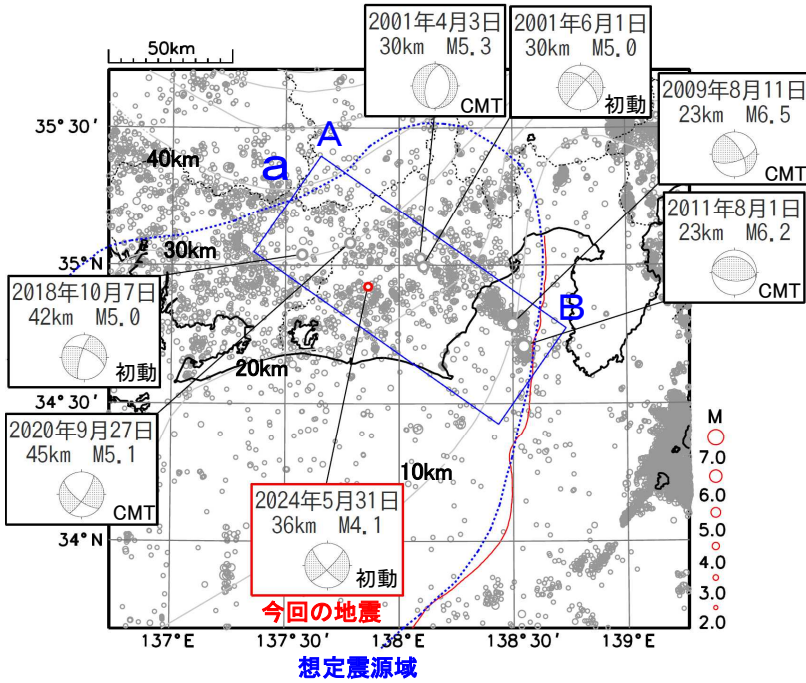 50km
2001年4月3日
30km M5.3
CMT
2001年6月1日
30km M5.0
初動
2009年8月11日
23km M6.5
CMT
2011年8月1日
23km M6.2
CMT
35°30′
A
a
40km
30km
35°N
2018年10月7日
42km M5.0
初動
B
20km
34°30′
2020年9月27日
45km M5.1
CMT
10km
2024年5月31日
36km M4.1
初動
今回の地震
34°N
M
7.0
6.0
5.0
4.0
3.0
2.0
137°E
137°30′
138°E
138°30′
139°E
想定震源域